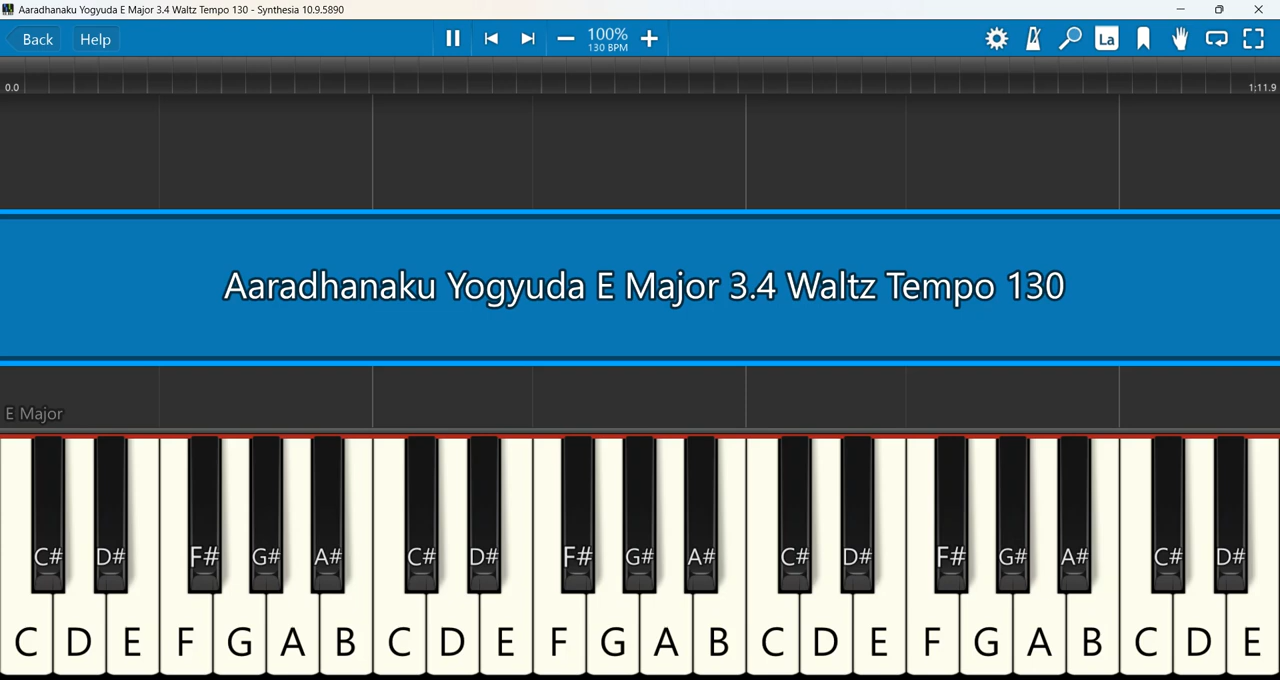 Aaradhanaku Yogyuda E Major 3.4 Waltz Tempo 130 - Synthesia 10.9.5890
Back Help 100% La
130 BPM
0.0 1;11.9
Aaradhanaku Yogyuda E Major 3.4 Waltz Tempo 130
E Major
C# D# F# G# A# C# D# F# G# A# C# D# F# G# A# C# D#
C D E F G A B C D E F G A B C D E F G A B C D E